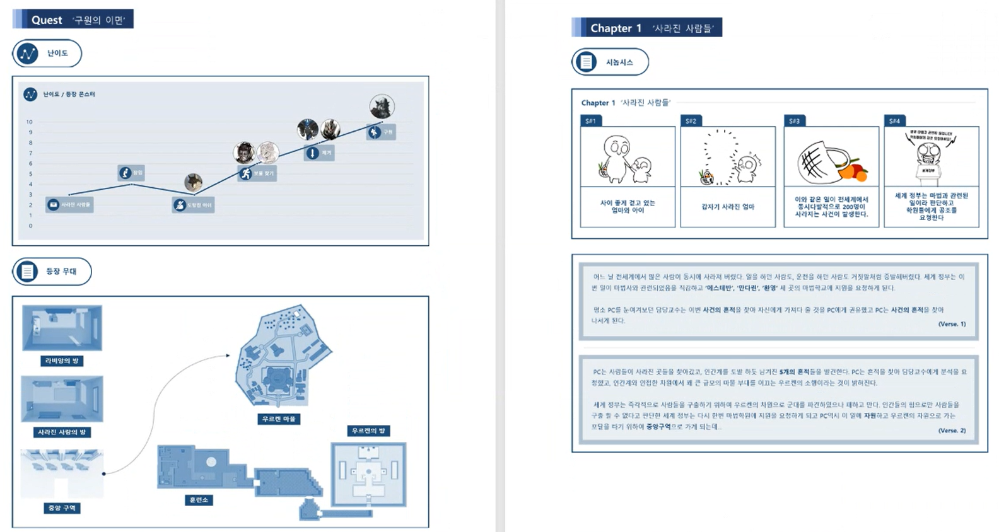 Quest '구원의 이면'
난이도
난이도 / 등장 몬스터
10
9
8
7
6
5
4
3
2
1
0
사라진 사람들
잠입
도망친 아이
보물 찾기
제거
구원
등장 무대
라비앙의 방
사라진 사람의 방
중앙 구역
우르켄 마을
훈련소
우르켄의 방
Chapter 1 '사라진 사람들'
시놉시스
Chapter 1 '사라진 사람들'
S#1
사이 좋게 걷고 있는
엄마와 아이
S#2
갑자기 사라진 엄마
S#3
이와 같은 일이 전세계에서
동시다발적으로 200명이
사라지는 사건이 발생한다.
S#4
세계정부
세계 정부는 마법과 관련된
일이라 판단하고
학원들에게 공조를
요청한다
어느 날 전세계에서 많은 사람이 동시에 사라져 버렸다. 일을 하던 사람도, 운전을 하던 사람도 거짓말처럼 증발해버렸다. 세계 정부는 이
번 일이 마법사와 관련되었음을 직감하고 '에스테반', '만다린', '환영' 세 곳의 마법학교에 지원을 요청하게 된다.
평소 PC를 눈여겨보던 담당교수는 이번 사건의 흔적을 찾아 자신에게 가져다 줄 것을 PC에게 권유했고 PC는 사건의 흔적을 찾아
나서게 된다.
(Verse. 1)
PC는 사람들이 사라진 곳들을 찾아갔고, 인간계를 도발 하듯 남겨진 5개의 흔적들을 발견한다. PC는 흔적을 찾아 담당교수에게 분석을 요
청했고, 인간계와 인접한 차원에서 꽤 큰 규모의 마물 부대를 이끄는 우르켄의 소행이라는 것이 밝혀진다.
세계 정부는 즉각적으로 사람들을 구출하기 위하여 우르켄의 차원으로 군대를 파견하였으나 패하고 만다. 인간들의 힘으로만 사람들을
구출 할 수 없다고 판단한 세계 정부는 다시 한번 마법학원에 지원을 요청하게 되고 PC역시 이 일에 자원하고 우르켄의 차원으로 가는
포탈을 타기 위하여 중앙구역으로 가게 되는데...
(Verse. 2)